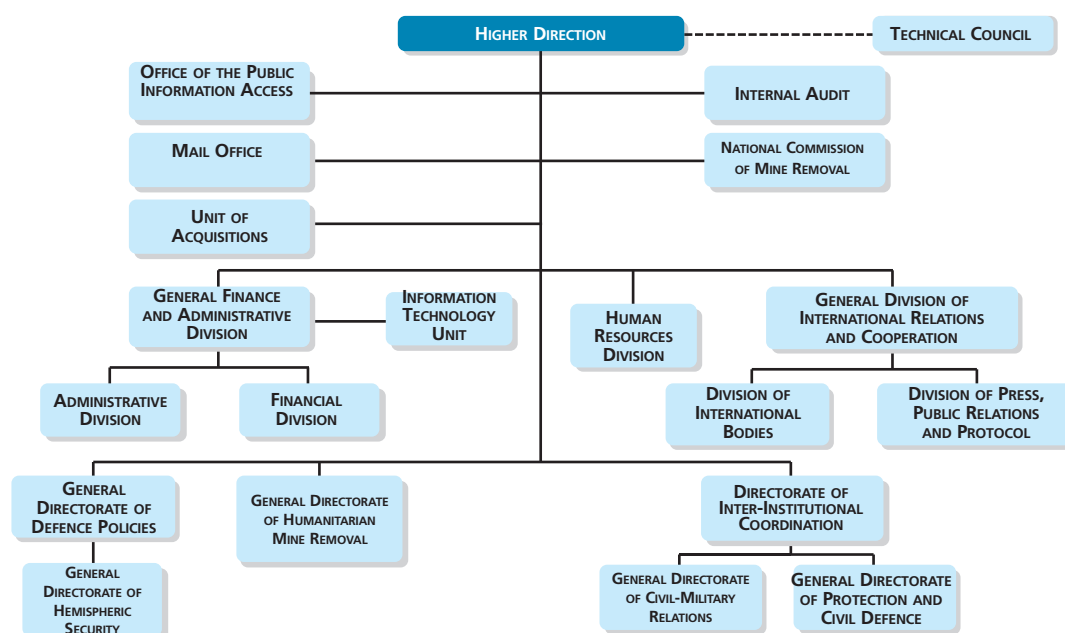 HIGHER DIRECTION
TECHNICAL COUNCIL
OFFICE OF THE PUBLIC
INFORMATION ACCESS
INTERNAL AUDIT
MAIL OFFICE
NATIONAL COMMISSION
OF MINE REMOVAL
UNIT OF
ACQUISITIONS
GENERAL FINANCE
AND ADMINISTRATIVE
DIVISION
INFORMATION
TECHNOLOGY
UNIT
HUMAN
RESOURCES
DIVISION
GENERAL DIVISION OF
INTERNATIONAL RELATIONS
AND COOPERATION
ADMINISTRATIVE
DIVISION
FINANCIAL
DIVISION
DIVISION OF
INTERNATIONAL
BODIES
DIVISION OF PRESS,
PUBLIC RELATIONS
AND PROTOCOL
GENERAL
DIRECTORATE OF
DEFENCE POLICIES
GENERAL DIRECTORATE
OF HUMANITARIAN
MINE REMOVAL
DIRECTORATE OF
INTER-INSTITUTIONAL
COORDINATION
GENERAL
DIRECTORATE OF
HEMISPHERIC
SECURITY
GENERAL DIRECTORATE
OF CIVIL-MILITARY
RELATIONS
GENERAL DIRECTORATE
OF PROTECTION AND
CIVIL DEFENCE